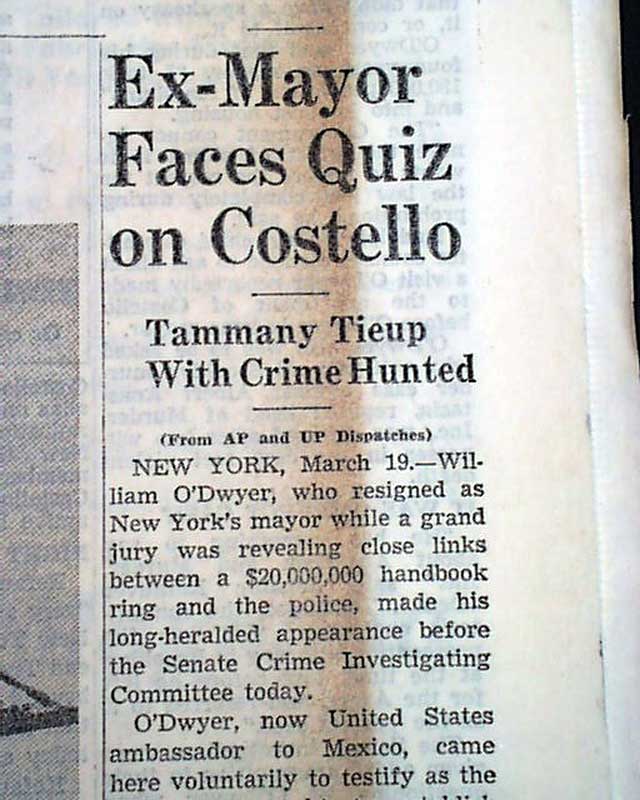 Ex-Mayor
Faces Quiz
on Costello
Tammany Tieup
With Crime Hunted
(From AP and UP Dispatches)
NEW YORK, March 19.—Wil-
liam O'Dwyer, who resigned as
New York's mayor while a grand
jury was revealing close links
between a $20,000,000 handbook
ring and the police, made his
long-heralded appearance before
the Senate Crime Investigating
Committee today.
O'Dwyer, now United States
ambassador to Mexico, came
here voluntarily to testify as the